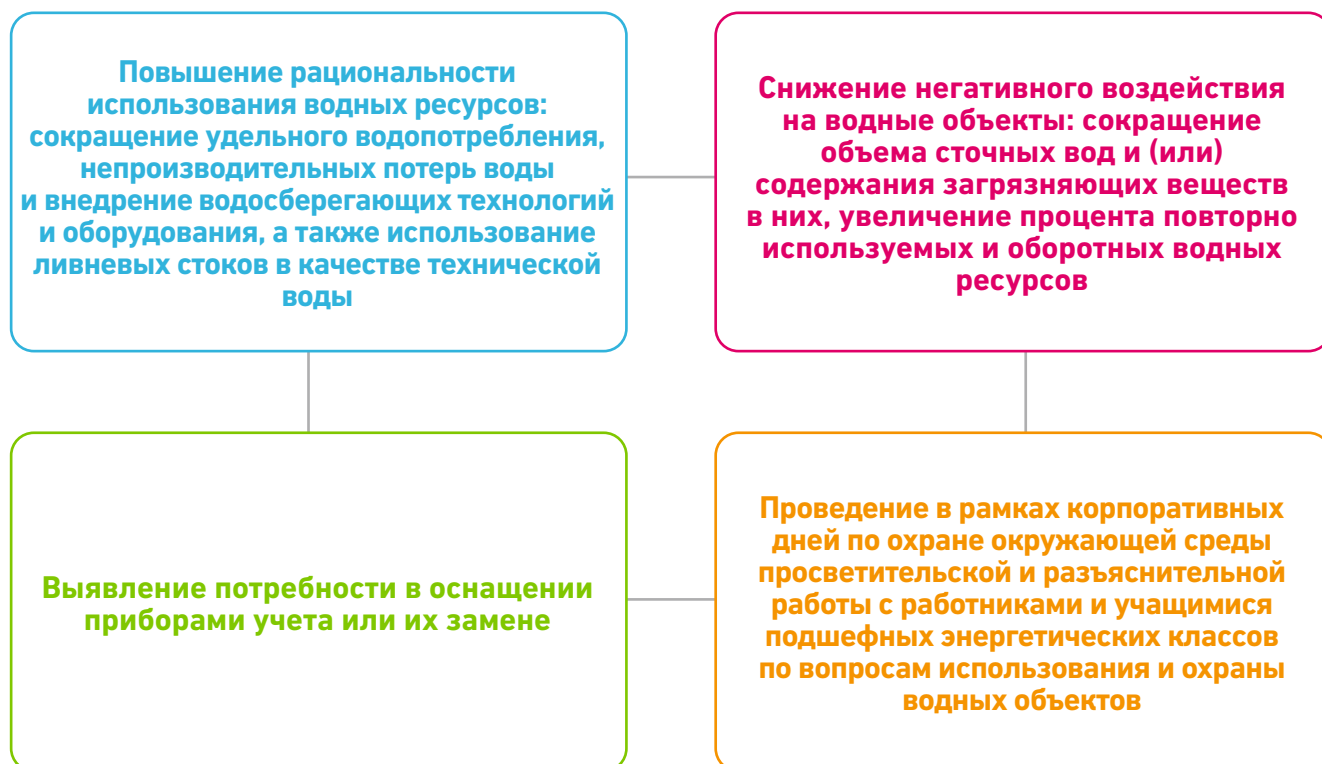 Повышение рациональности
использования водных ресурсов:
сокращение удельного водопотребления,
непроизводительных потерь воды
и внедрение водосберегающих технологий
и оборудования, а также использование
ливневых стоков в качестве технической
воды
Снижение негативного воздействия
на водные объекты: сокращение
объема сточных вод и (или)
содержания загрязняющих веществ
в них, увеличение процента повторно
используемых и оборотных водных
ресурсов
Выявление потребности в оснащении
приборами учета или их замене
Проведение в рамках корпоративных
дней по охране окружающей среды
просветительской и разъяснительной
работы с работниками и учащимися
подшефных энергетических классов
по вопросам использования и охраны
водных объектов